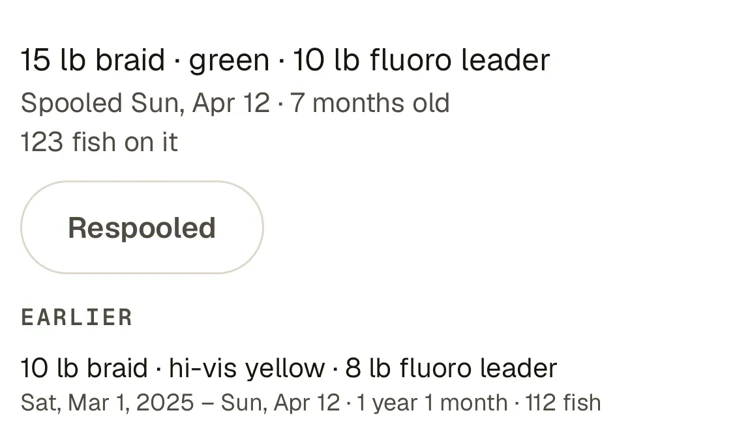 15 lb braid · green · 10 lb fluoro leader
Spooled Sun, Apr 12 · 7 months old
123 fish on it
Respooled
EARLIER
10 lb braid · hi-vis yellow · 8 lb fluoro leader
Sat, Mar 1, 2025 – Sun, Apr 12 · 1 year 1 month · 112 fish